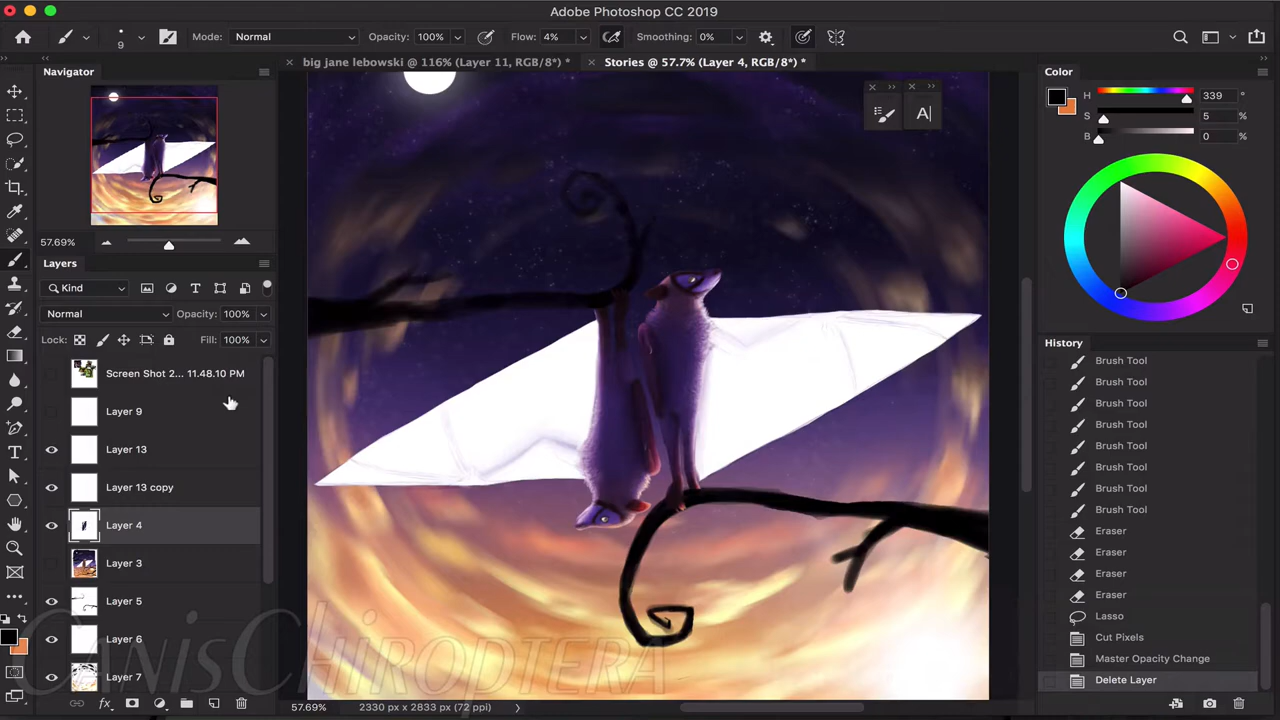 Adobe Photoshop CC 2019
9 Mode: Normal Opacity: 100% Flow: 4% Smoothing: 0%
big jane lebowski @ 116% (Layer 11, RGB/8*) * Stories @ 57.7% (Layer 4, RGB/8*) *
Navigator
57.69%
Layers
Kind
Normal Opacity: 100%
Lock: Fill: 100%
Screen Shot 2... 11.48.10 PM
Layer 9
Layer 13
Layer 13 copy
Layer 4
Layer 3
Layer 5
Layer 6
Layer 7
A|
Color
H 339 °
S 5 %
B 0 %
History
Brush Tool
Brush Tool
Brush Tool
Brush Tool
Brush Tool
Brush Tool
Brush Tool
Brush Tool
Eraser
Eraser
Eraser
Eraser
Lasso
Cut Pixels
Master Opacity Change
Delete Layer
CanisChiroptera
57.69% 2330 px x 2833 px (72 ppi)